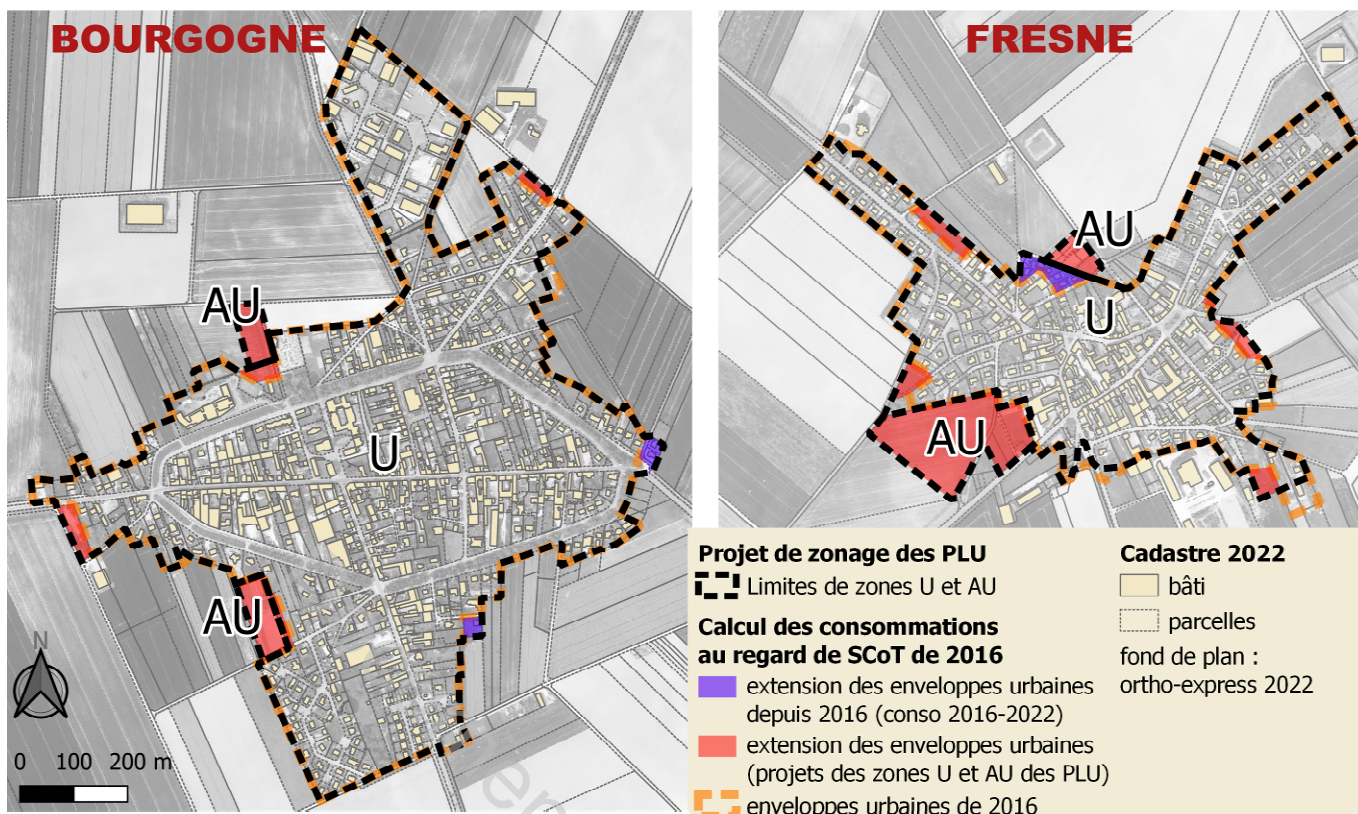 BOURGOGNE
FRESNE
AU
AU
U
AU
U
AU
AU
N
0 100 200 m
Projet de zonage des PLU
Limites de zones U et AU
Calcul des consommations
au regard de SCoT de 2016
extension des enveloppes urbaines
depuis 2016 (conso 2016-2022)
extension des enveloppes urbaines
(projets des zones U et AU des PLU)
enveloppes urbaines de 2016
Cadastre 2022
bâti
parcelles
fond de plan :
ortho-express 2022